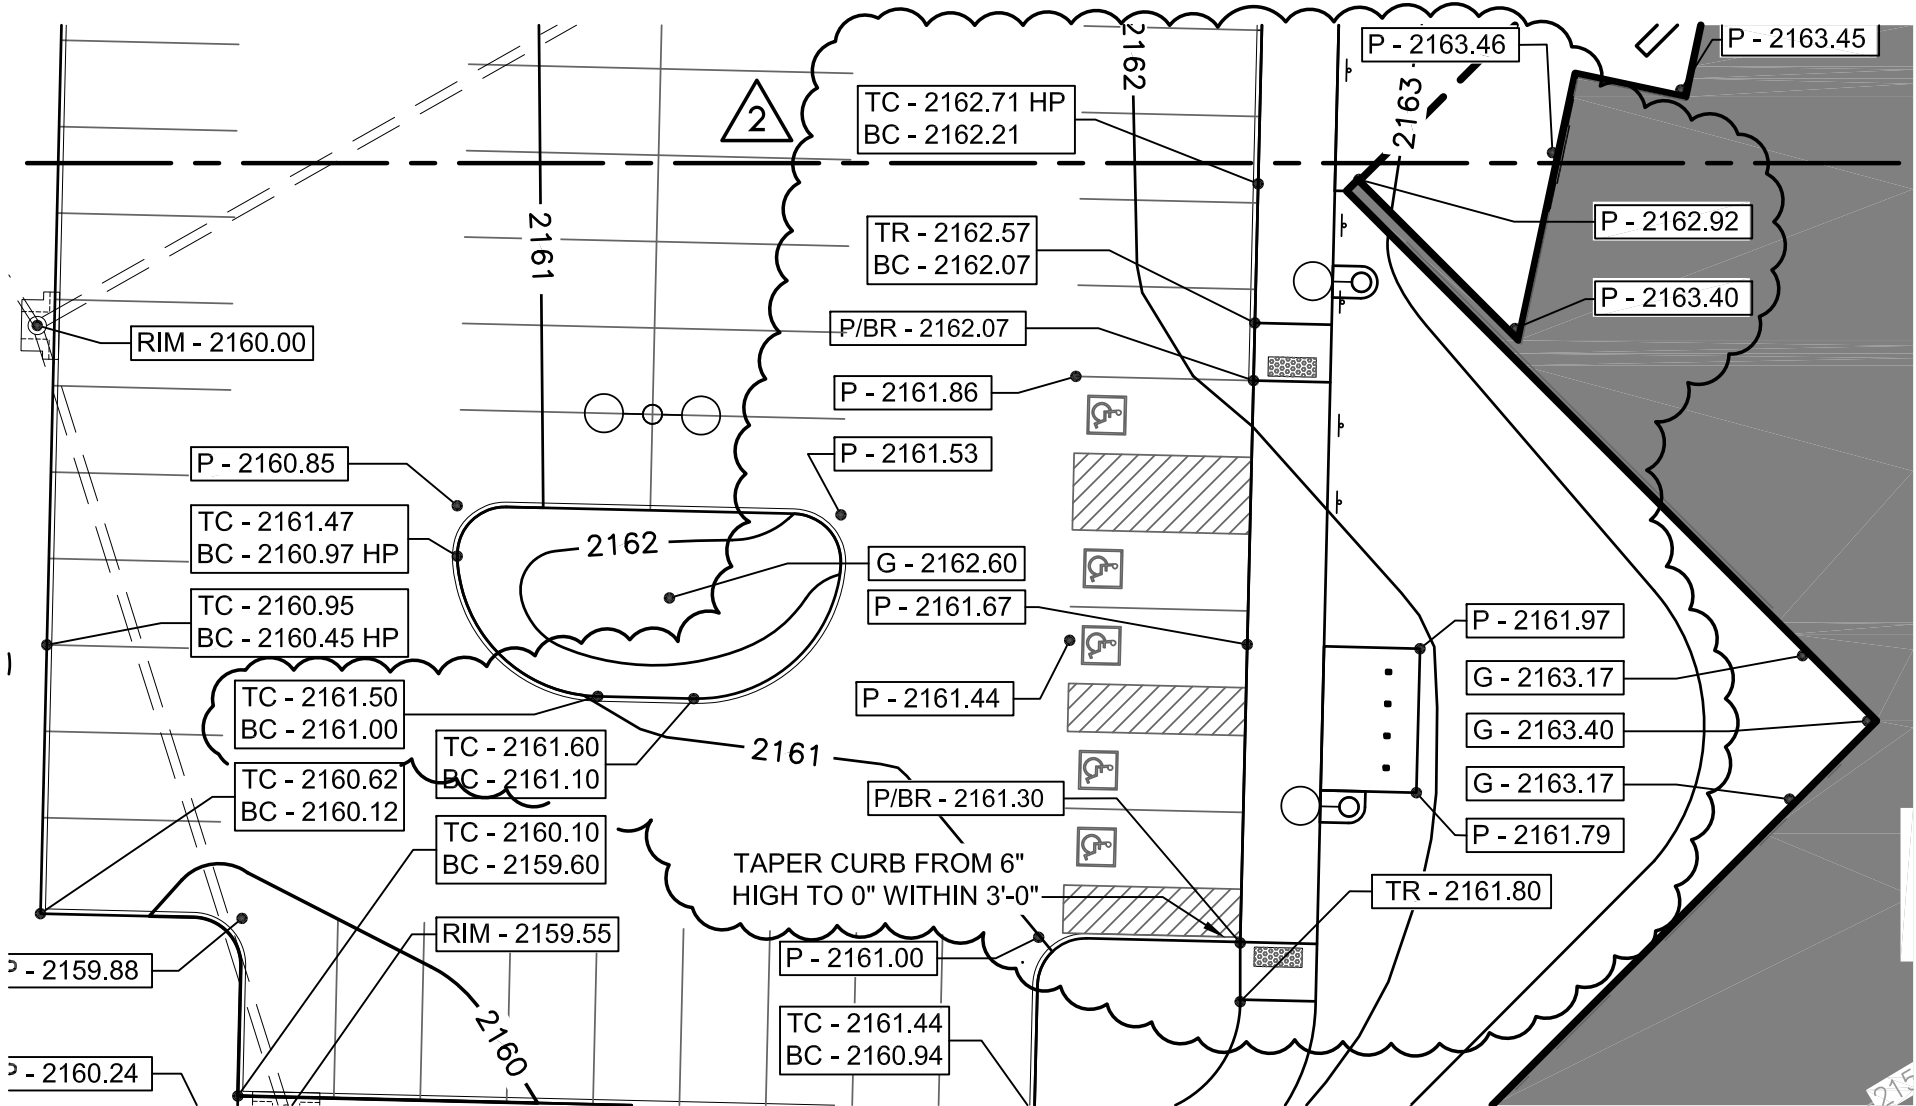 P - 2163.46
P - 2163.45
2162
2163
TC - 2162.71 HP
BC - 2162.21
2
P - 2162.92
TR - 2162.57
BC - 2162.07
2161
P - 2163.40
RIM - 2160.00
P/BR - 2162.07
P - 2161.86
P - 2160.85
P - 2161.53
TC - 2161.47
BC - 2160.97 HP
2162
G - 2162.60
TC - 2160.95
BC - 2160.45 HP
P - 2161.67
P - 2161.97
G - 2163.17
TC - 2161.50
BC - 2161.00
P - 2161.44
G - 2163.40
TC - 2161.60
BC - 2161.10
2161
TC - 2160.62
BC - 2160.12
P/BR - 2161.30
G - 2163.17
P - 2161.79
TC - 2160.10
BC - 2159.60
TAPER CURB FROM 6"
HIGH TO 0" WITHIN 3'-0"
TR - 2161.80
RIM - 2159.55
P - 2161.00
P - 2159.88
2160
TC - 2161.44
BC - 2160.94
P - 2160.24
215